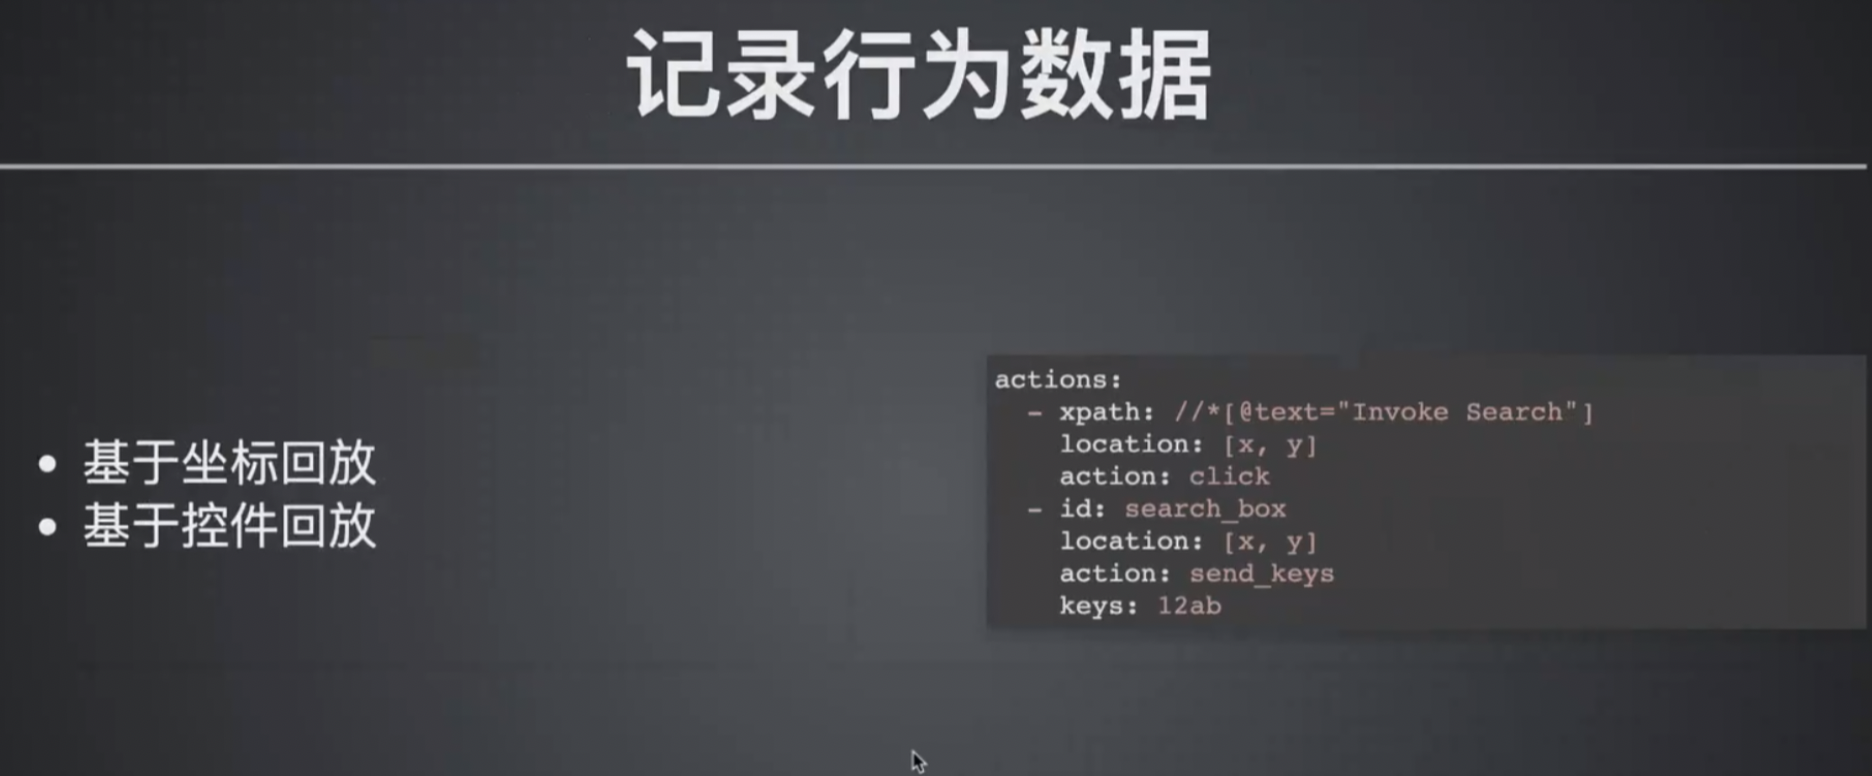 记录行为数据
• 基于坐标回放
• 基于控件回放
actions:
  - xpath: //*[@text="Invoke Search"]
    location: [x, y]
    action: click
  - id: search_box
    location: [x, y]
    action: send_keys
    keys: 12ab